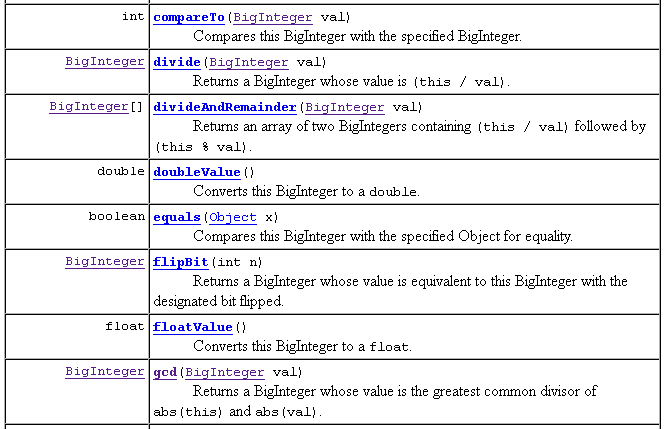 int compareTo(BigInteger val)
Compares this BigInteger with the specified BigInteger.
BigInteger divide(BigInteger val)
Returns a BigInteger whose value is (this / val).
BigInteger[] divideAndRemainder(BigInteger val)
Returns an array of two BigIntegers containing (this / val) followed by
(this % val).
double doubleValue()
Converts this BigInteger to a double.
boolean equals(Object x)
Compares this BigInteger with the specified Object for equality.
BigInteger flipBit(int n)
Returns a BigInteger whose value is equivalent to this BigInteger with the
designated bit flipped.
float floatValue()
Converts this BigInteger to a float.
BigInteger gcd(BigInteger val)
Returns a BigInteger whose value is the greatest common divisor of
abs(this) and abs(val).